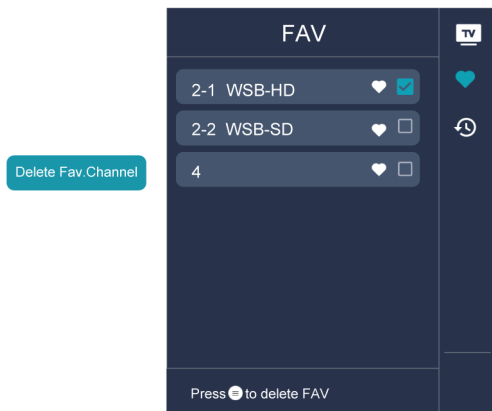 FAV
TV
2-1 WSB-HD
2-2 WSB-SD
Delete Fav.Channel
4
Press to delete FAV